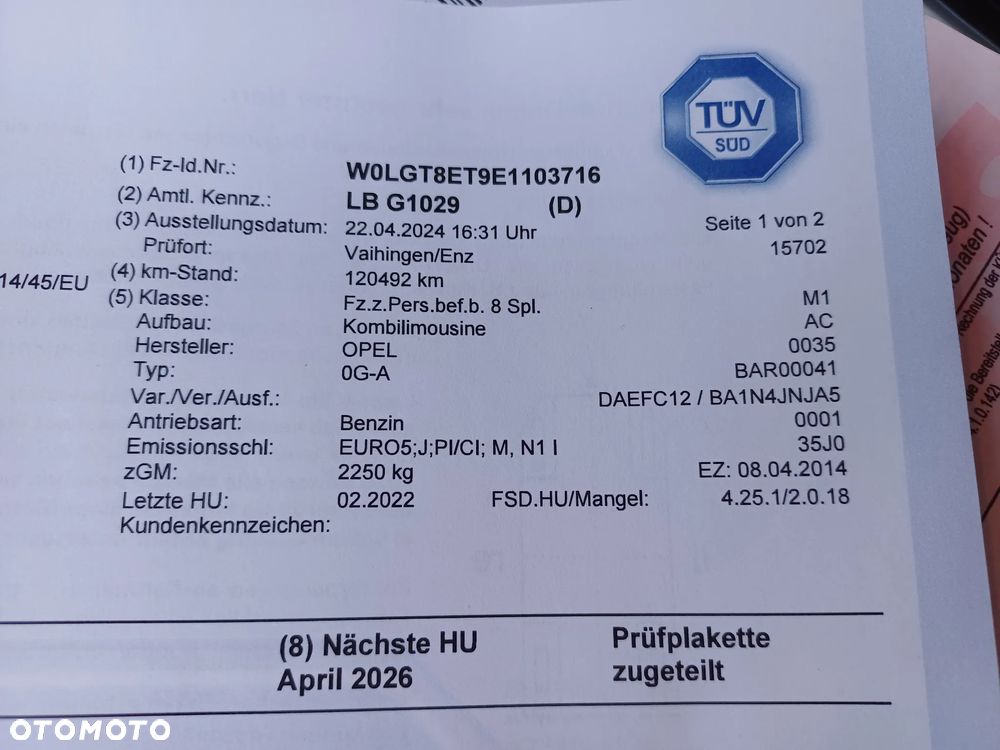 TÜV
SÜD
(1) Fz-Id.Nr.: W0LGT8ET9E1103716
(2) Amtl. Kennz.: LB G1029 (D)
(3) Ausstellungsdatum: 22.04.2024 16:31 Uhr Seite 1 von 2
Prüfort: Vaihingen/Enz 15702
14/45/EU
(4) km-Stand: 120492 km
(5) Klasse: Fz.z.Pers.bef.b. 8 Spl. M1
Aufbau: Kombilimousine AC
Hersteller: OPEL 0035
Typ: 0G-A BAR00041
Var./Ver./Ausf.: DAEFC12 / BA1N4JNJA5
Antriebsart: Benzin 0001
Emissionsschl: EURO5;J;PI/CI; M, N1 I 35J0
zGM: 2250 kg EZ: 08.04.2014
Letzte HU: 02.2022 FSD.HU/Mangel: 4.25.1/2.0.18
Kundenkennzeichen:
(8) Nächste HU Prüfplakette
April 2026 zugeteilt
OTOMOTO